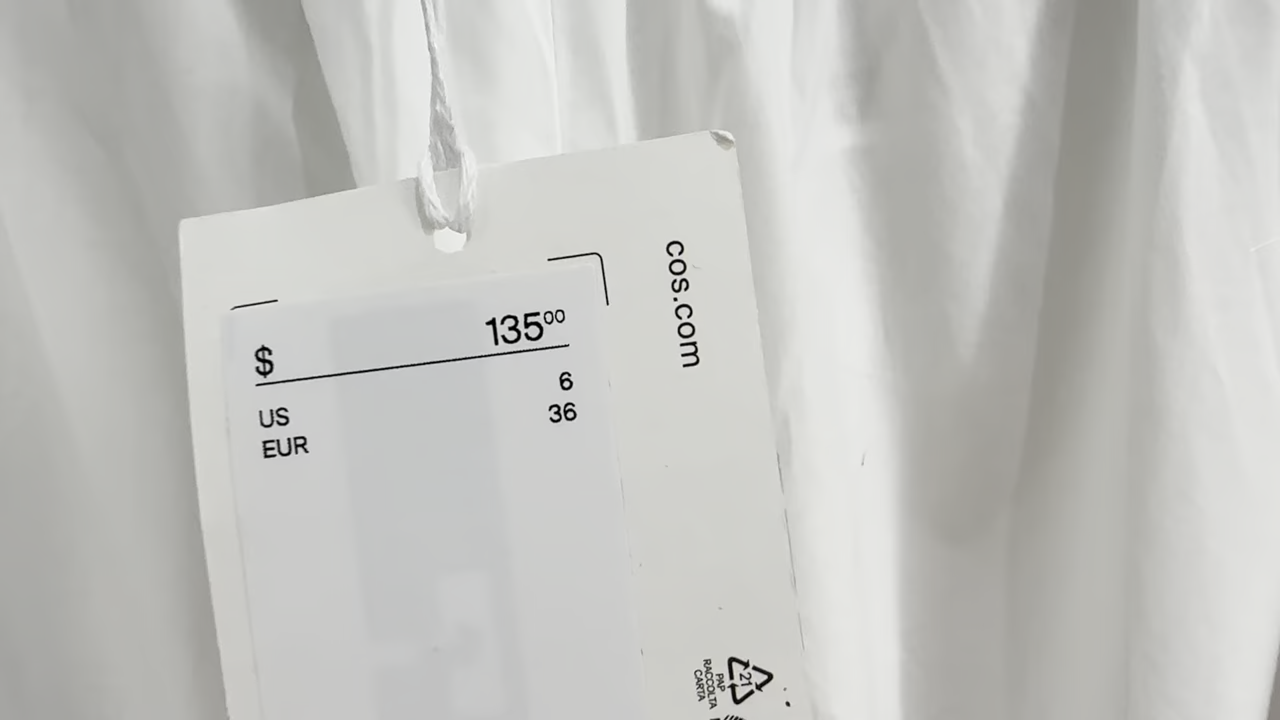 $ 135⁰⁰
US 6
EUR 36
cos.com
21
PAP
RACCOLTA
CARTA